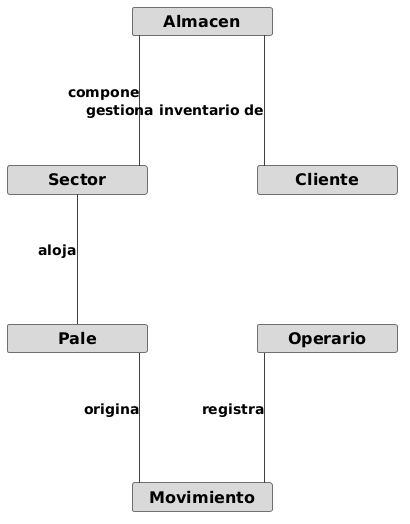 Almacen
compone
gestiona inventario de
Sector
Cliente
aloja
Pale
Operario
origina
registra
Movimiento